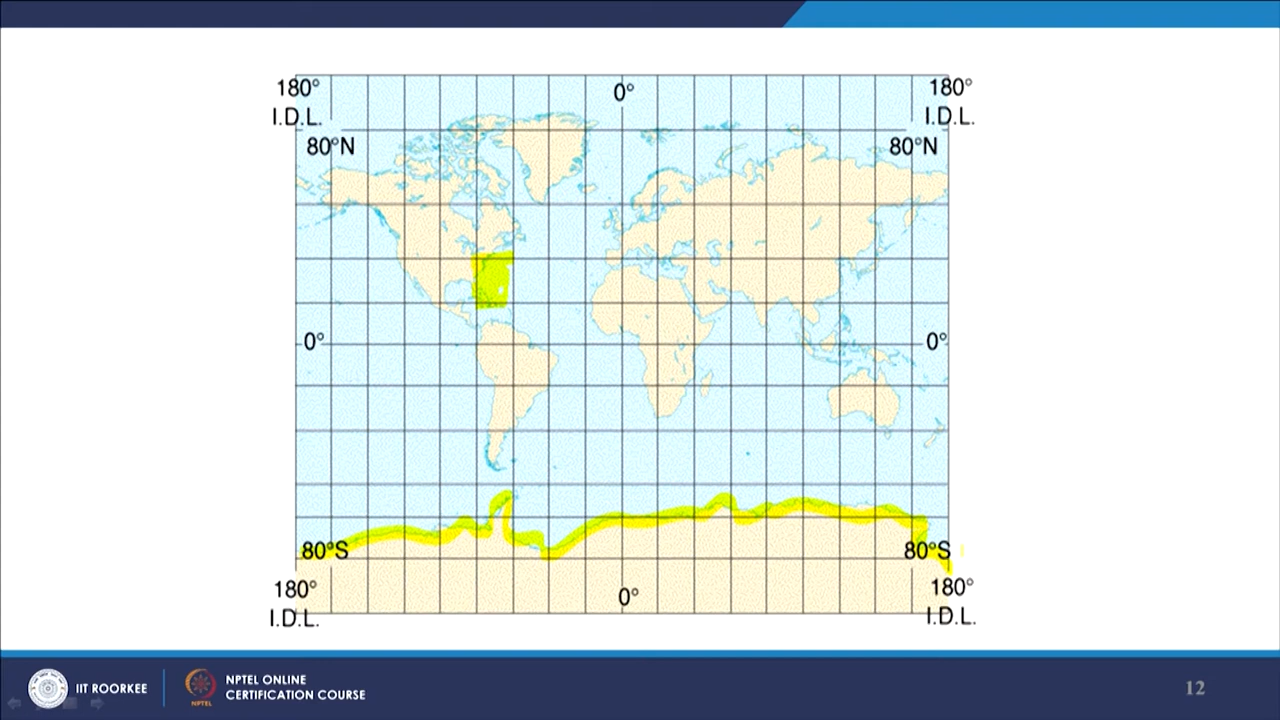 180° 0° 180°
I.D.L. I.D.L.
80°N 80°N
0° 0°
80°S 80°S
180° 0° 180°
I.D.L. I.D.L.
IIT ROORKEE
NPTEL
NPTEL ONLINE
CERTIFICATION COURSE
12